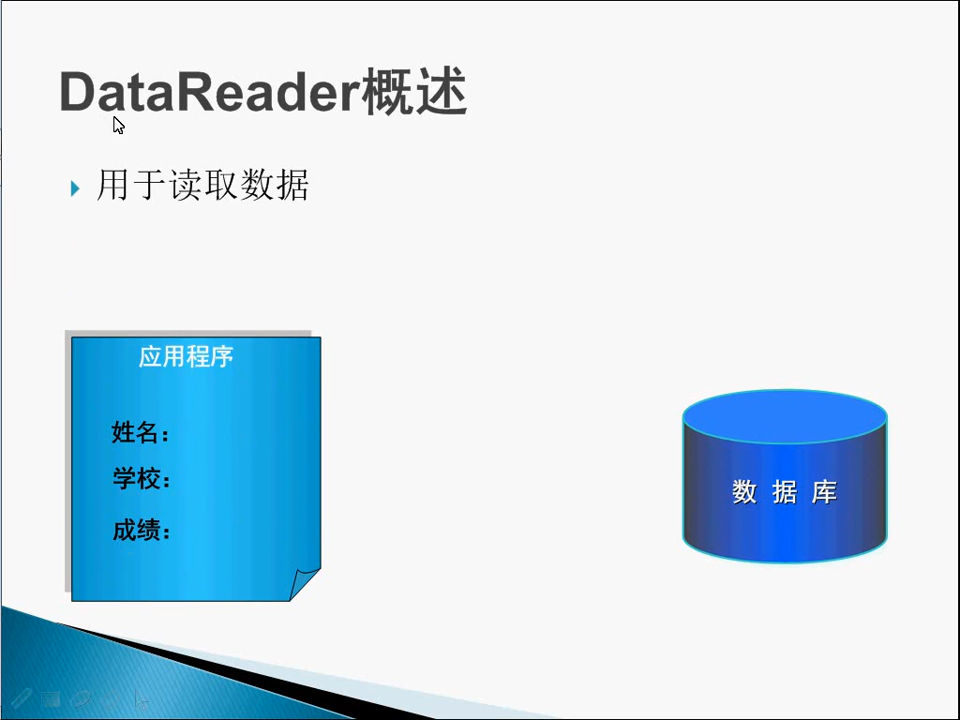 DataReader概述
用于读取数据
应用程序
姓名：
学校：
成绩：
数 据 库